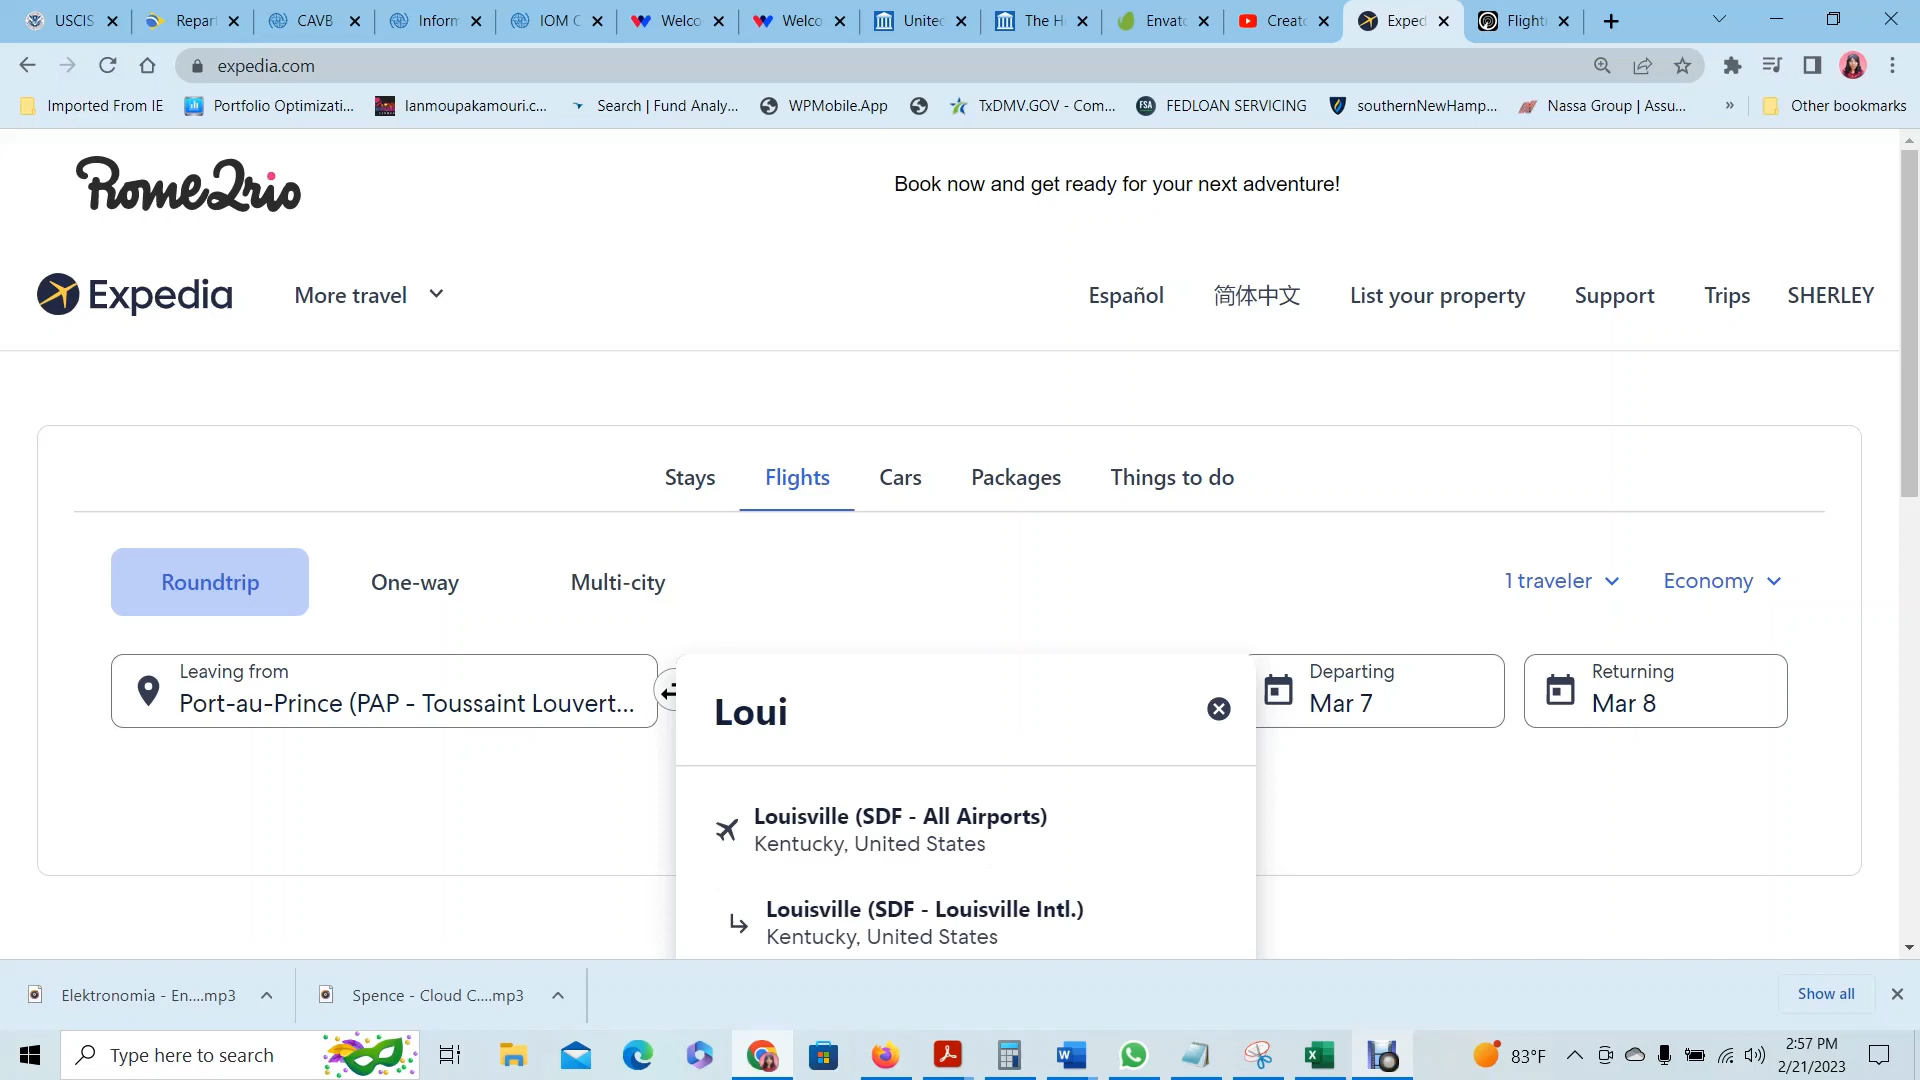 USCIS
Repar
CAVB
Inform
IOM C
Welco
Welco
Unitec
The H
Envato
Creato
Exped
Flight
expedia.com
Imported From IE
Portfolio Optimizati...
lanmoupakamouri.c...
Search | Fund Analy...
WPMobile.App
TxDMV.GOV - Com...
FSA
FEDLOAN SERVICING
southernNewHamp...
Nassa Group | Assu...
»
Other bookmarks
Rome2rio
Book now and get ready for your next adventure!
Expedia
More travel
Español
简体中文
List your property
Support
Trips
SHERLEY
Stays
Flights
Cars
Packages
Things to do
Roundtrip
One-way
Multi-city
1 traveler
Economy
Leaving from
Port-au-Prince (PAP - Toussaint Louvert...
Loui
Departing
Mar 7
Returning
Mar 8
Louisville (SDF - All Airports)
Kentucky, United States
Louisville (SDF - Louisville Intl.)
Kentucky, United States
Elektronomia - En....mp3
Spence - Cloud C....mp3
Show all
Type here to search
83°F
2:57 PM
2/21/2023